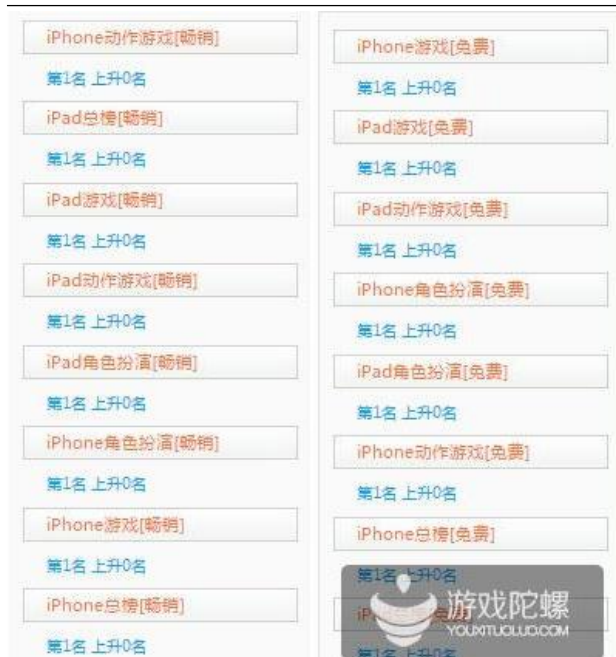 iPhone动作游戏[畅销]
第1名 上升0名
iPad总榜[畅销]
第1名 上升0名
iPad游戏[畅销]
第1名 上升0名
iPad动作游戏[畅销]
第1名 上升0名
iPad角色扮演[畅销]
第1名 上升0名
iPhone角色扮演[畅销]
第1名 上升0名
iPhone游戏[畅销]
第1名 上升0名
iPhone总榜[畅销]
第1名 上升0名
iPhone游戏[免费]
第1名 上升0名
iPad游戏[免费]
第1名 上升0名
iPad动作游戏[免费]
第1名 上升0名
iPhone角色扮演[免费]
第1名 上升0名
iPad角色扮演[免费]
第1名 上升0名
iPhone动作游戏[免费]
第1名 上升0名
iPhone总榜[免费]
第1名 上升0名
第1名 上升0名
游戏陀螺
YOUXITUOLUO.COM